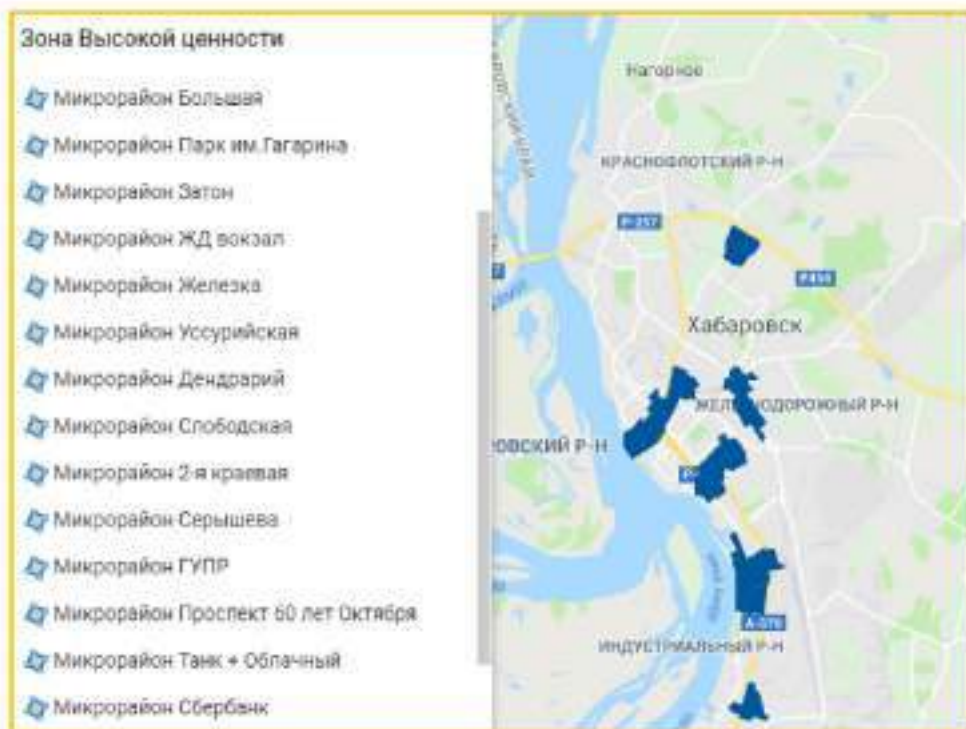 Зона Высокой ценности
Микрорайон Большая
Микрорайон Парк им.Гагарина
Микрорайон Затон
Микрорайон ЖД вокзал
Микрорайон Железка
Микрорайон Уссурийская
Микрорайон Дендрарий
Микрорайон Слободская
Микрорайон 2-я краевая
Микрорайон Серышева
Микрорайон ГУПР
Микрорайон Проспект 60 лет Октября
Микрорайон Танк + Облачный
Микрорайон Сбербанк
Нагорное
КРАСНОФЛОТСКИЙ Р-Н
Р-297
Р454
Хабаровск
ЖЕЛЕЗНОДОРОЖНЫЙ Р-Н
РОВСКИЙ Р-Н
А-370
ИНДУСТРИАЛЬНЫЙ Р-Н